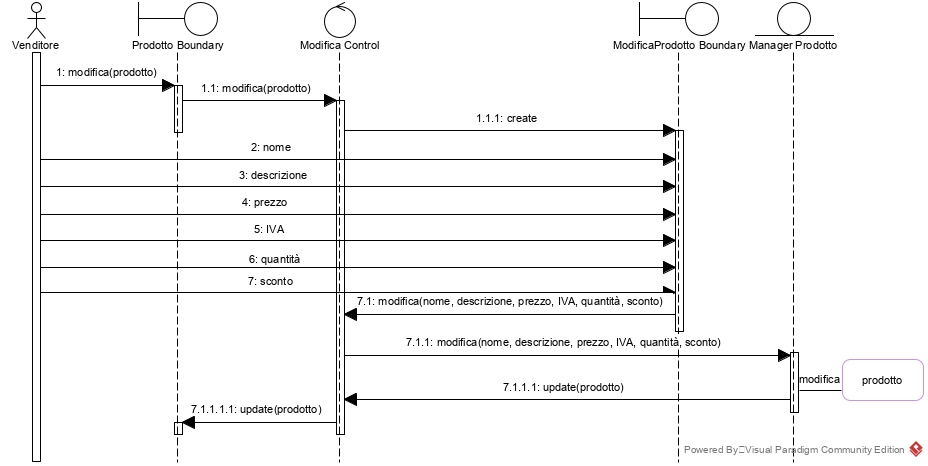 Venditore
Prodotto Boundary
Modifica Control
ModificaProdotto Boundary
Manager Prodotto
1: modifica(prodotto)
1.1: modifica(prodotto)
1.1.1: create
2: nome
3: descrizione
4: prezzo
5: IVA
6: quantità
7: sconto
7.1: modifica(nome, descrizione, prezzo, IVA, quantità, sconto)
7.1.1: modifica(nome, descrizione, prezzo, IVA, quantità, sconto)
modifica
prodotto
7.1.1.1: update(prodotto)
7.1.1.1.1: update(prodotto)
Powered By Visual Paradigm Community Edition